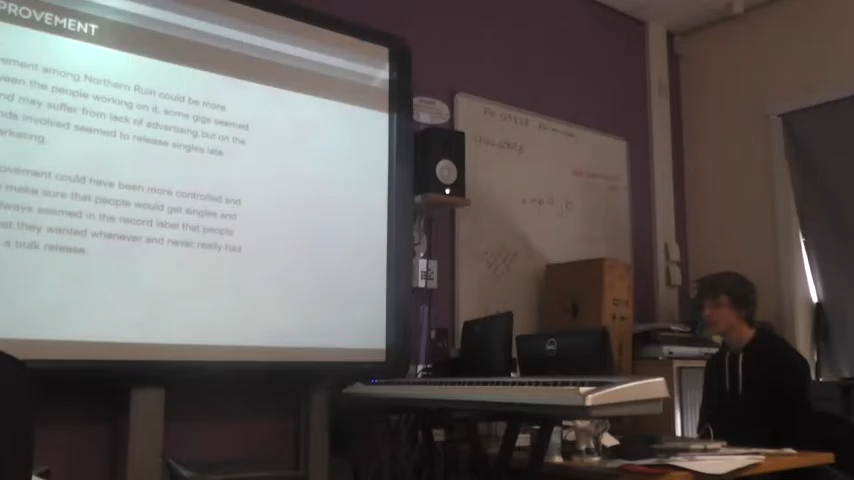 PROVEMENT
vement among Northern Ruin could be more
ween the people working on it, some gigs seemed
nd may suffer from lack of advertising but on the
nds involved seemed to release singles late
arketing.
ovement could have been more controlled and
make sure that people would get singles and
always seemed in the record label that people
at they wanted whenever and never really had
a bulk release.
DELL